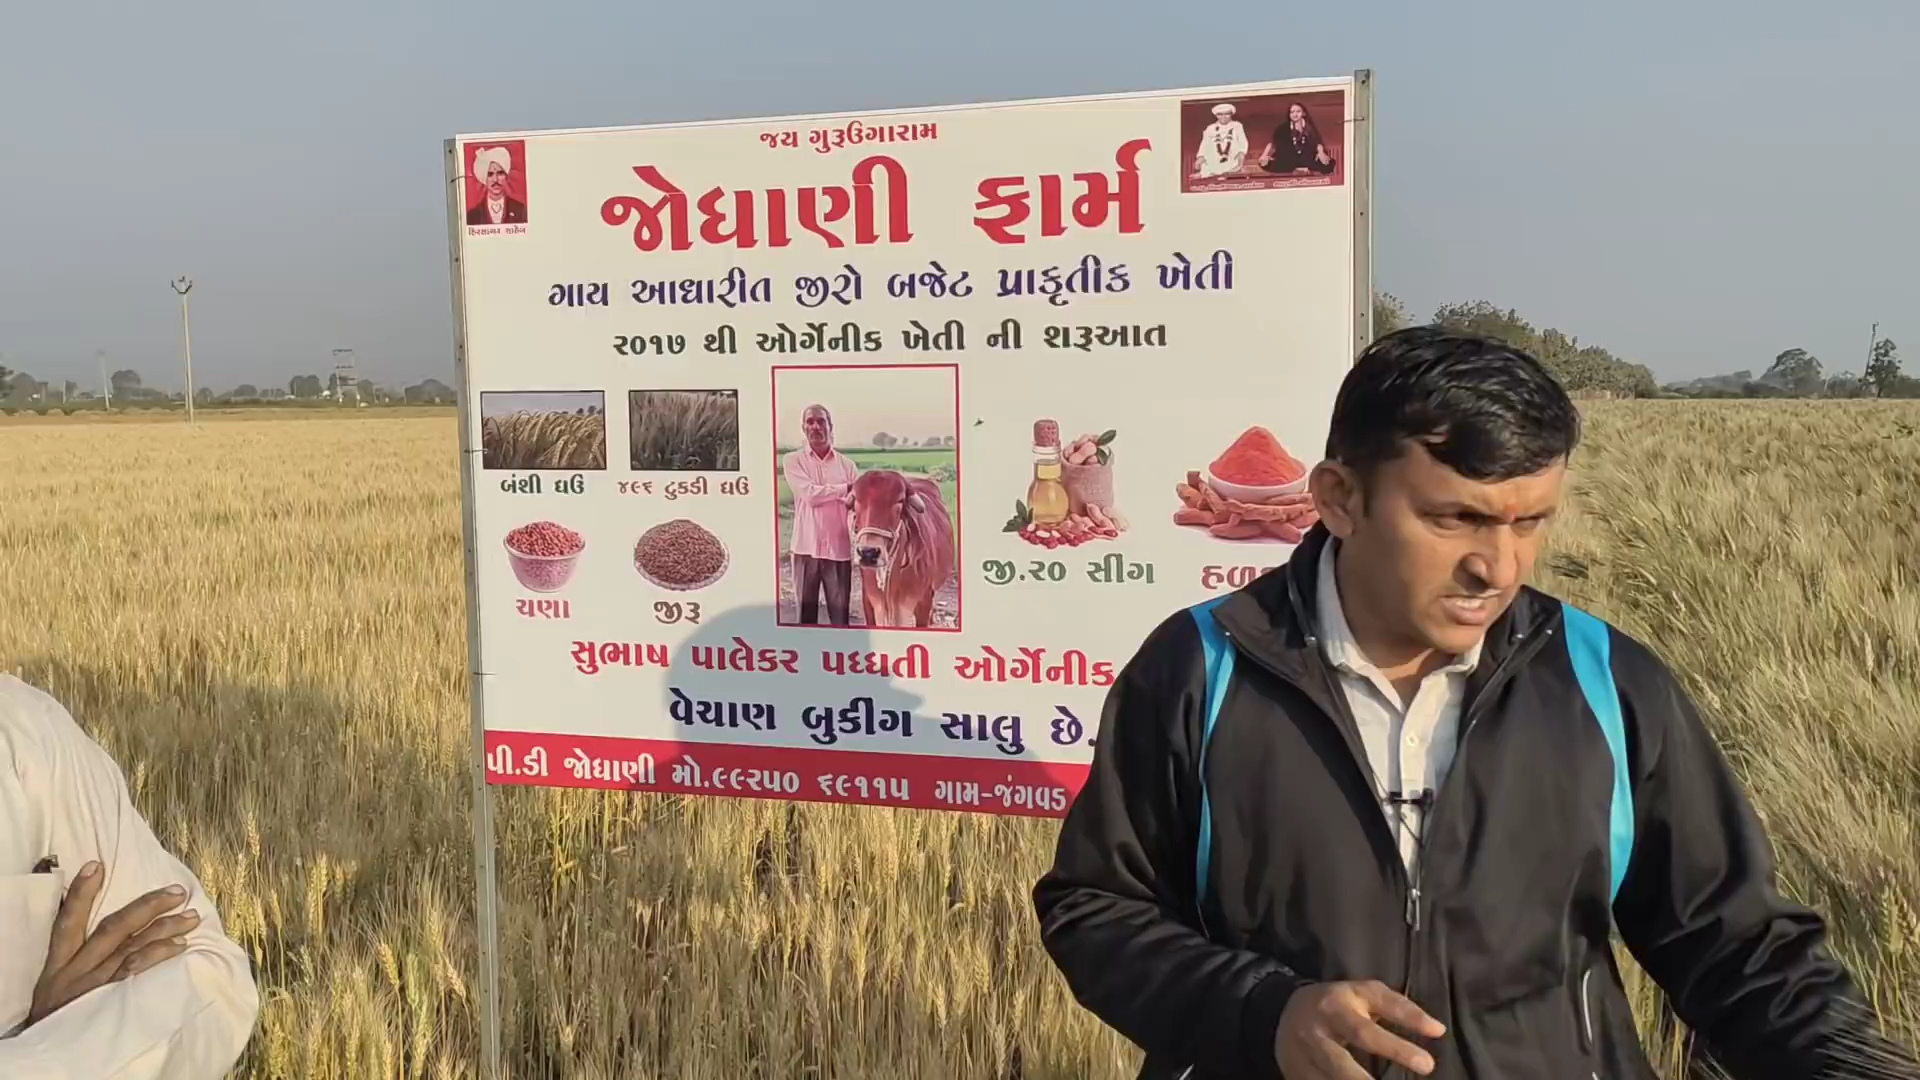 જય ગુરૂઉગારામ
જોધાણી ફાર્મ
ગાય આધારીત જીરો બજેટ પ્રાકૃતીક ખેતી
૨૦૧૭ થી ઓર્ગેનીક ખેતી ની શરૂઆત
બંશી ઘઉં
૪૯૬ ટુકડી ઘઉં
ચણા
જીરૂ
જી.૨૦ સીંગ
સુભાષ પાલેકર પધ્ધતી ઓર્ગેનીક
વેચાણ બુકીંગ સાલુ છે.
પી.ડી જોધાણી મો.૯૯૨૫૦ ૬૯૧૧૫ ગામ-જંગવડ